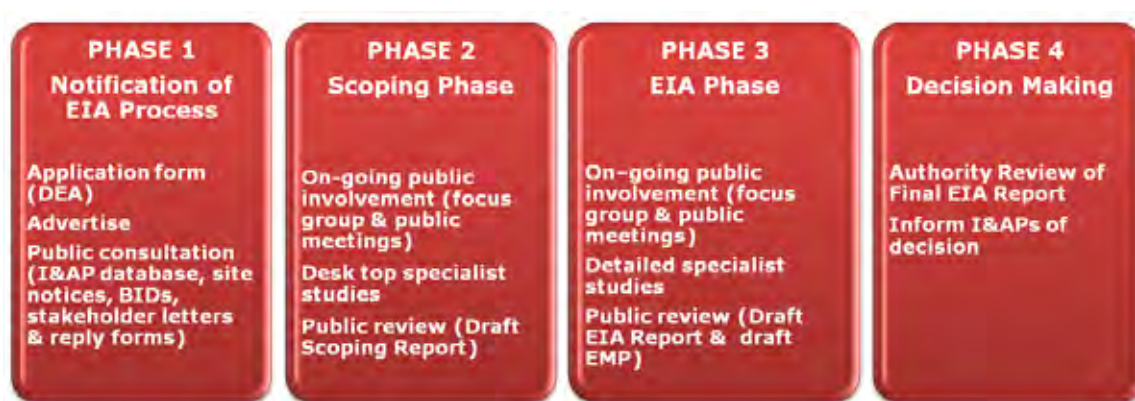 PHASE 1
Notification of
EIA Process
Application form
(DEA)
Advertise
Public consultation
(I&AP database, site
notices, BIDs,
stakeholder letters
& reply forms)
PHASE 2
Scoping Phase
On-going public
involvement (focus
group & public
meetings)
Desk top specialist
studies
Public review (Draft
Scoping Report)
PHASE 3
EIA Phase
On-going public
involvement (focus
group & public
meetings)
Detailed specialist
studies
Public review (Draft
EIA Report & draft
EMP)
PHASE 4
Decision Making
Authority Review of
Final EIA Report
Inform I&APs of
decision